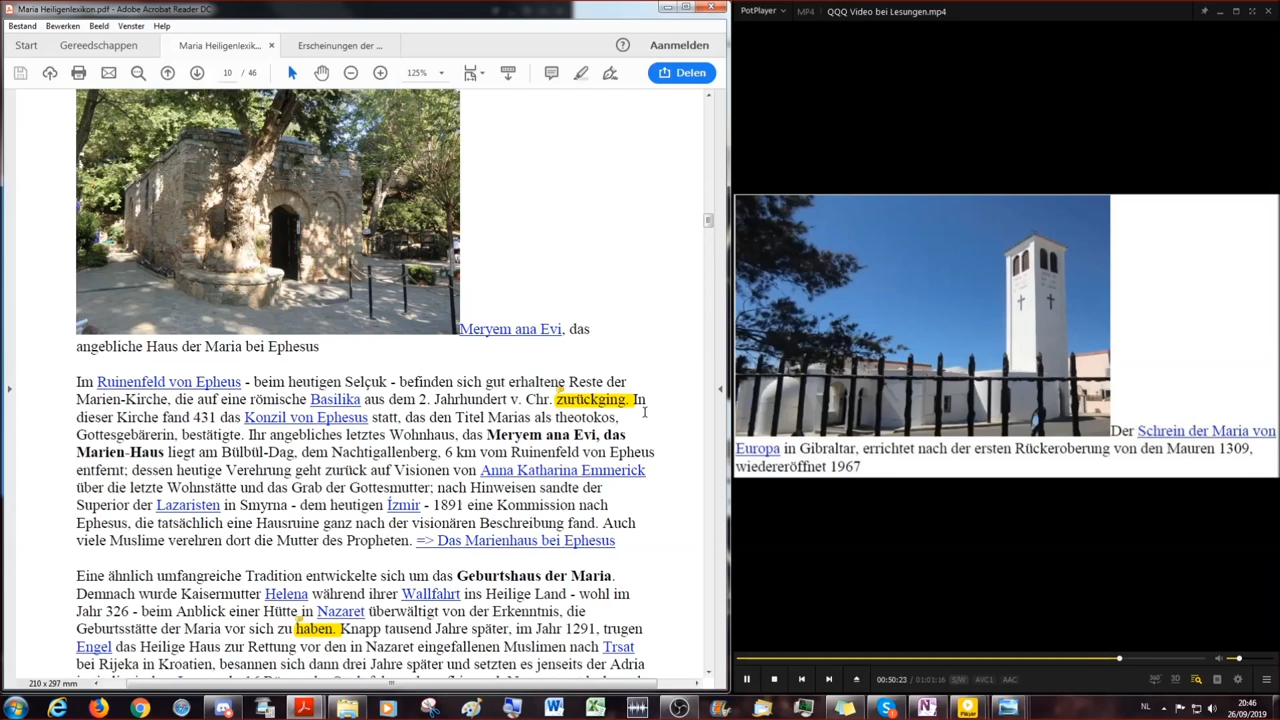 Maria Heiligenlexikon.pdf - Adobe Acrobat Reader DC
Bestand Bewerken Beeld Venster Help
Start Gereedschappen Maria Heiligenlexik... × Erscheinungen der ... Aanmelden
10 / 46 125% Delen
Meryem ana Evi, das
angebliche Haus der Maria bei Ephesus
Im Ruinenfeld von Epheus - beim heutigen Selçuk - befinden sich gut erhaltene Reste der
Marien-Kirche, die auf eine römische Basilika aus dem 2. Jahrhundert v. Chr. zurückging. In
dieser Kirche fand 431 das Konzil von Ephesus statt, das den Titel Marias als theotokos,
Gottesgebärerin, bestätigte. Ihr angebliches letztes Wohnhaus, das Meryem ana Evi, das
Marien-Haus liegt am Bülbül-Dag, dem Nachtigallenberg, 6 km vom Ruinenfeld von Epheus
entfernt; dessen heutige Verehrung geht zurück auf Visionen von Anna Katharina Emmerick
über die letzte Wohnstätte und das Grab der Gottesmutter; nach Hinweisen sandte der
Superior der Lazaristen in Smyrna - dem heutigen Ízmir - 1891 eine Kommission nach
Ephesus, die tatsächlich eine Hausruine ganz nach der visionären Beschreibung fand. Auch
viele Muslime verehren dort die Mutter des Propheten. => Das Marienhaus bei Ephesus
Eine ähnlich umfangreiche Tradition entwickelte sich um das Geburtshaus der Maria.
Demnach wurde Kaisermutter Helena während ihrer Wallfahrt ins Heilige Land - wohl im
Jahr 326 - beim Anblick einer Hütte in Nazaret überwältigt von der Erkenntnis, die
Geburtsstätte der Maria vor sich zu haben. Knapp tausend Jahre später, im Jahr 1291, trugen
Engel das Heilige Haus zur Rettung vor den in Nazaret eingefallenen Muslimen nach Trsat
bei Rijeka in Kroatien, besannen sich dann drei Jahre später und setzten es jenseits der Adria
210 x 297 mm
PotPlayer MP4 QQQ Video bei Lesungen.mp4
Der Schrein der Maria von
Europa in Gibraltar, errichtet nach der ersten Rückeroberung von den Mauren 1309,
wiedereröffnet 1967
00:50:23 / 01:01:16 S/W AVC1 AAC
360° 3D
NL 20:46
26/09/2019